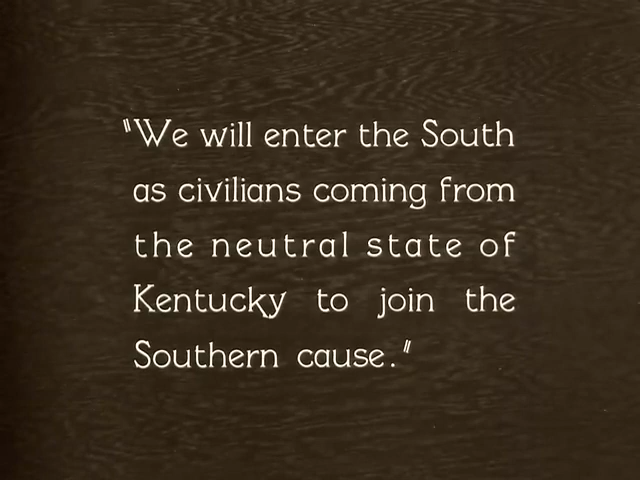 "We will enter the South
as civilians coming from
the neutral state of
Kentucky to join the
Southern cause."